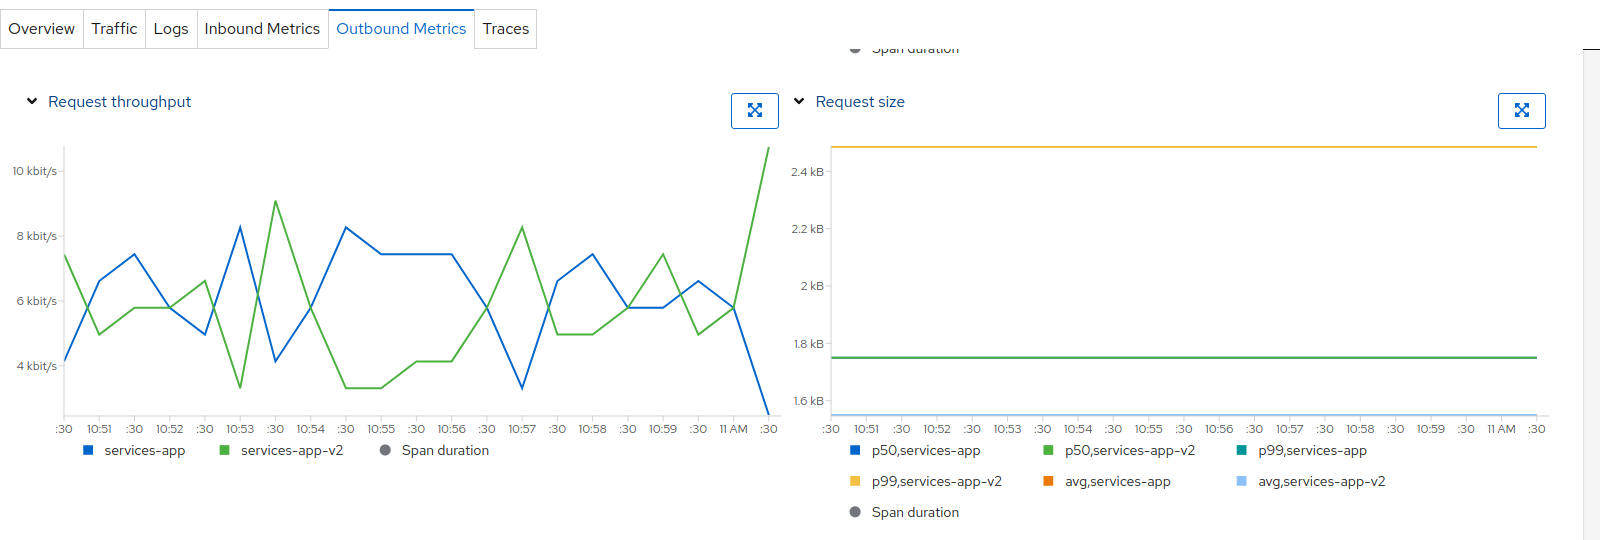 Overview Traffic Logs Inbound Metrics Outbound Metrics Traces
Span duration
Request throughput
10 kbit/s
8 kbit/s
6 kbit/s
4 kbit/s
:30 10:51 :30 10:52 :30 10:53 :30 10:54 :30 10:55 :30 10:56 :30 10:57 :30 10:58 :30 10:59 :30 11 AM :30
services-app services-app-v2 Span duration
Request size
2.4 kB
2.2 kB
2 kB
1.8 kB
1.6 kB
:30 10:51 :30 10:52 :30 10:53 :30 10:54 :30 10:55 :30 10:56 :30 10:57 :30 10:58 :30 10:59 :30 11 AM :30
p50,services-app p50,services-app-v2 p99,services-app
p99,services-app-v2 avg,services-app avg,services-app-v2
Span duration